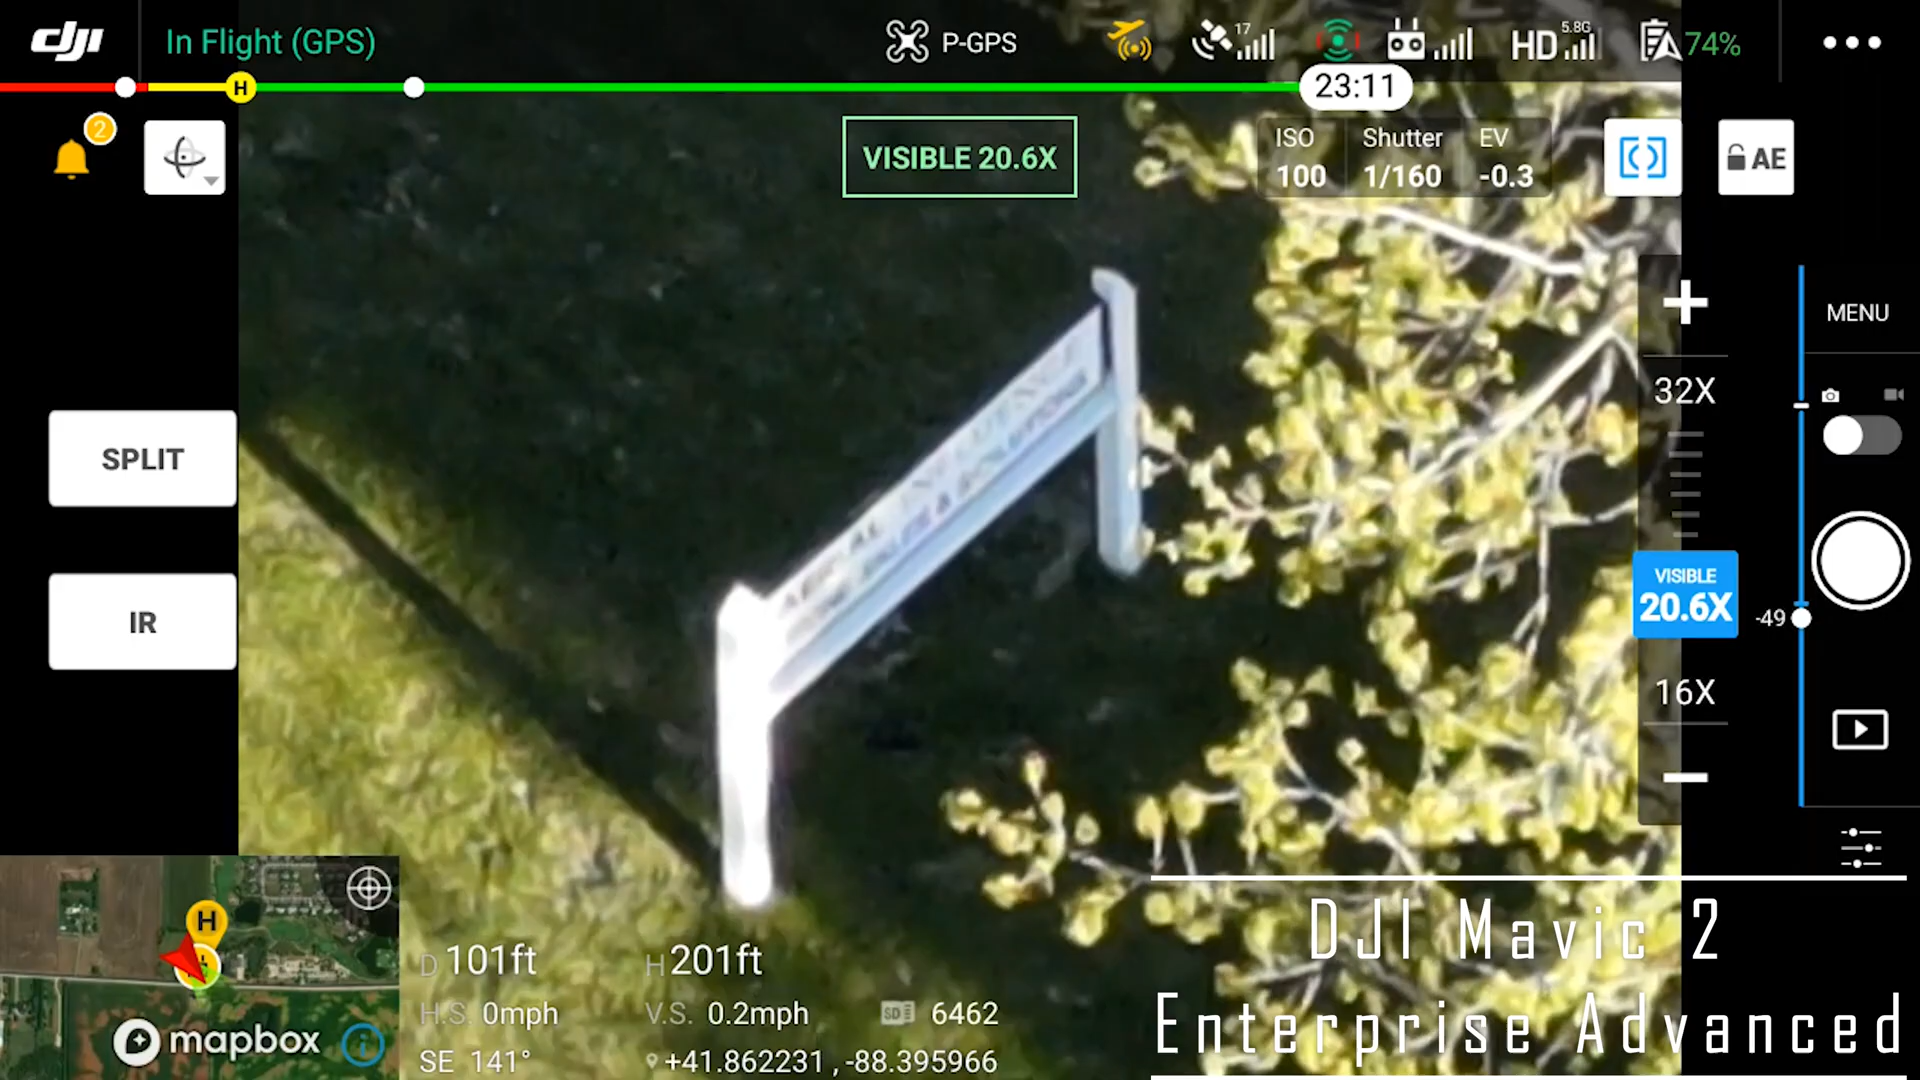 dji In Flight (GPS) P-GPS 17 HD 5.8G 74%
H 23:11
2 VISIBLE 20.6X ISO Shutter EV
100 1/160 -0.3 AE
MENU
32X
SPLIT
VISIBLE
20.6X -49
IR
16X
H
D 101ft H 201ft
H.S. 0mph V.S. 0.2mph SD 6462
mapbox i SE 141° +41.862231 , -88.395966
DJI Mavic 2
Enterprise Advanced